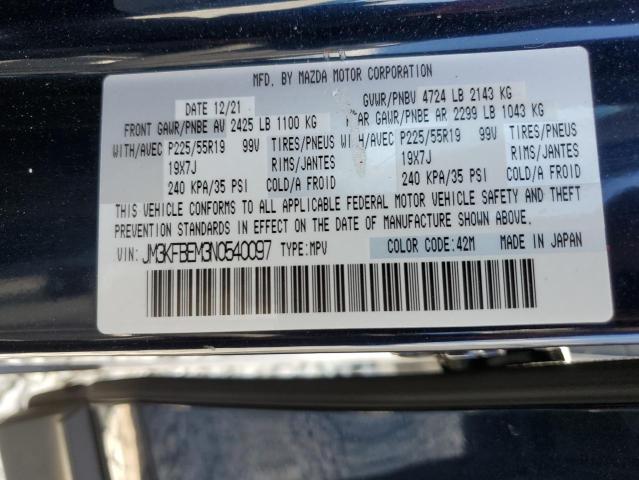 MFD. BY MAZDA MOTOR CORPORATION
DATE 12/21 GVWR/PNBV 4724 LB 2143 KG
FRONT GAWR/PNBE AV 2425 LB 1100 KG AR GAWR/PNBE AR 2299 LB 1043 KG
WITH/AVEC P225/55R19 99V TIRES/PNEUS WITH/AVEC P225/55R19 99V TIRES/PNEUS
19X7J RIMS/JANTES 19X7J RIMS/JANTES
240 KPA/35 PSI COLD/A FROID 240 KPA/35 PSI COLD/A FROID
THIS VEHICLE CONFORMS TO ALL APPLICABLE FEDERAL MOTOR VEHICLE SAFETY AND THEFT
PREVENTION STANDARDS IN EFFECT ON THE DATE OF MANUFACTURE SHOWN ABOVE.
VIN: JM3KFBEM3N0540097 TYPE:MPV COLOR CODE:42M MADE IN JAPAN